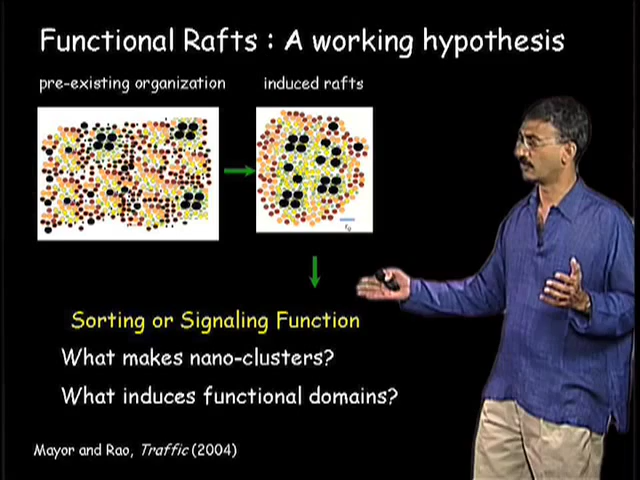 Functional Rafts : A working hypothesis
pre-existing organization
induced rafts
Sorting or Signaling Function
What makes nano-clusters?
What induces functional domains?
Mayor and Rao, Traffic (2004)